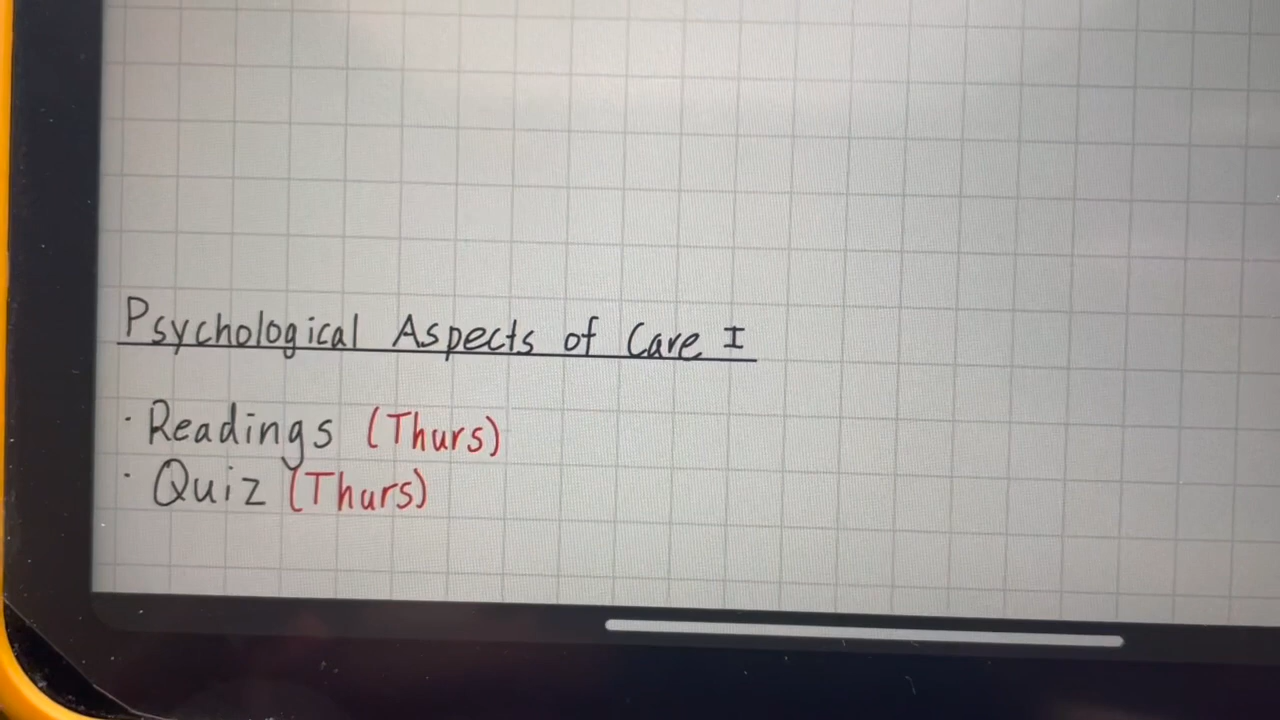 Psychological Aspects of Care I
· Readings (Thurs)
· Quiz (Thurs)